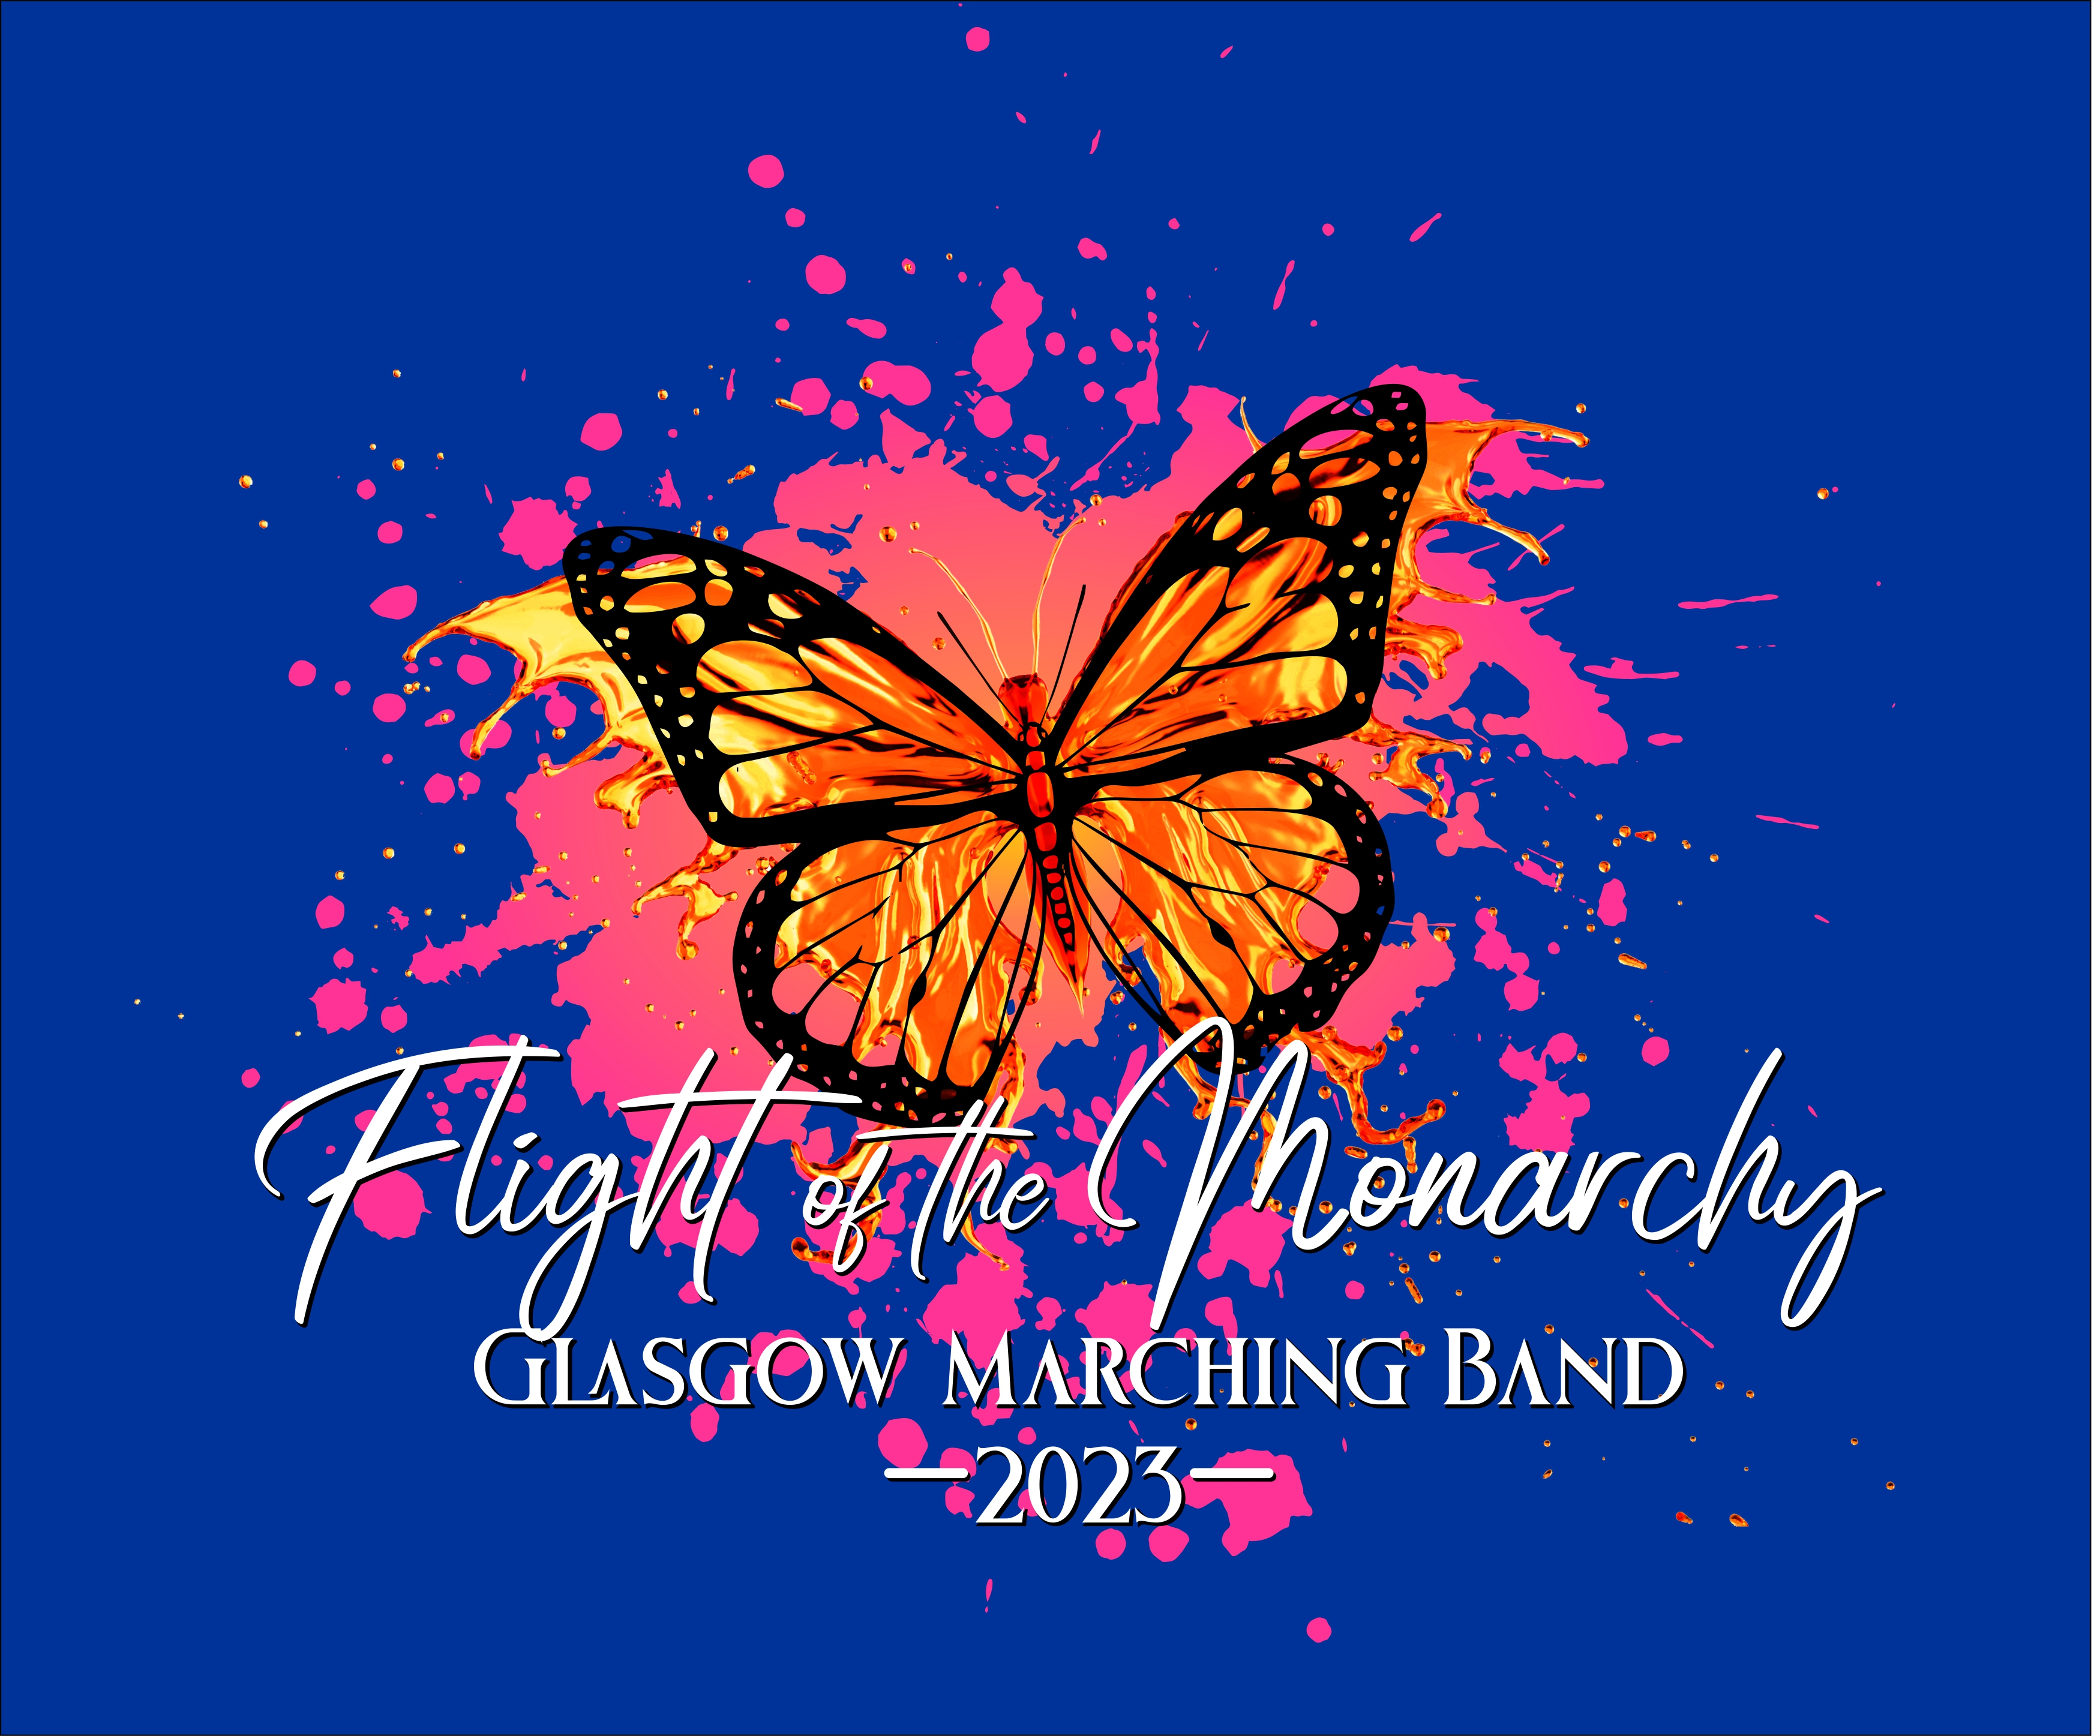 Flight of the Monarchy
Glasgow Marching Band
—2023—